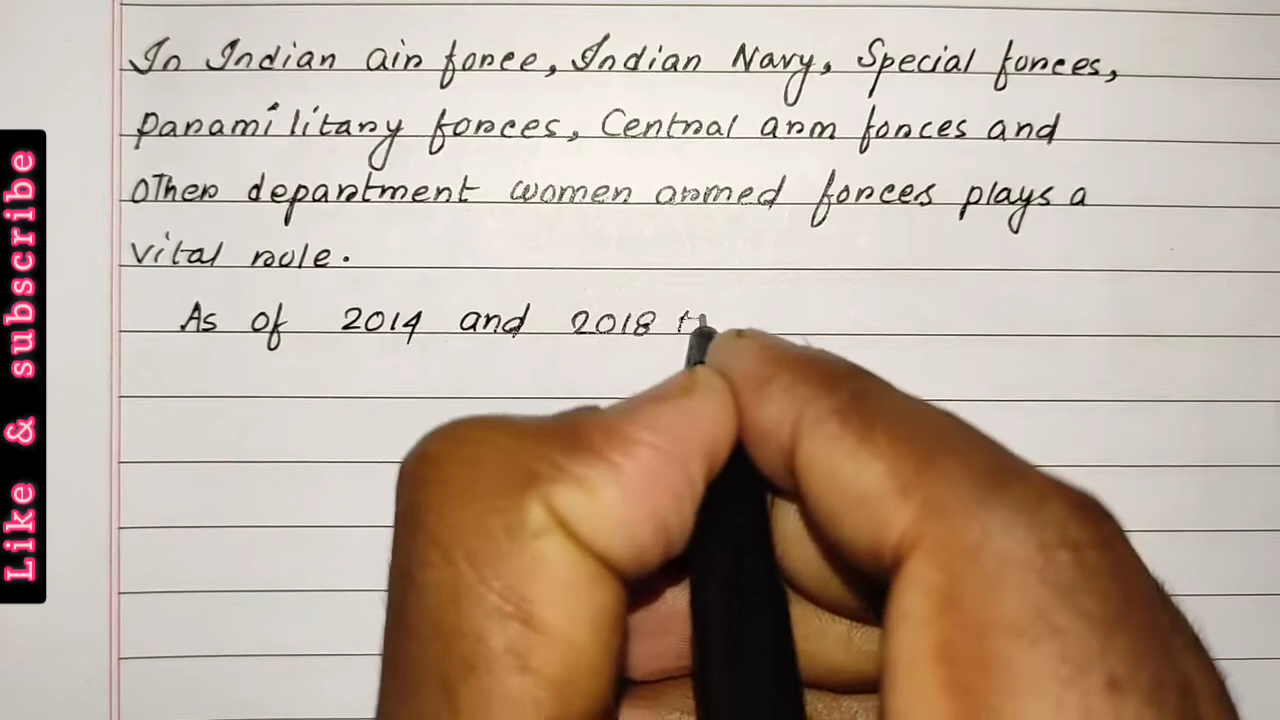 In Indian air force, Indian Navy, Special forces,
paramilitary forces, Central arm forces and
other department women armed forces plays a
vital role.
As of 2014 and 2018
Like & subscribe